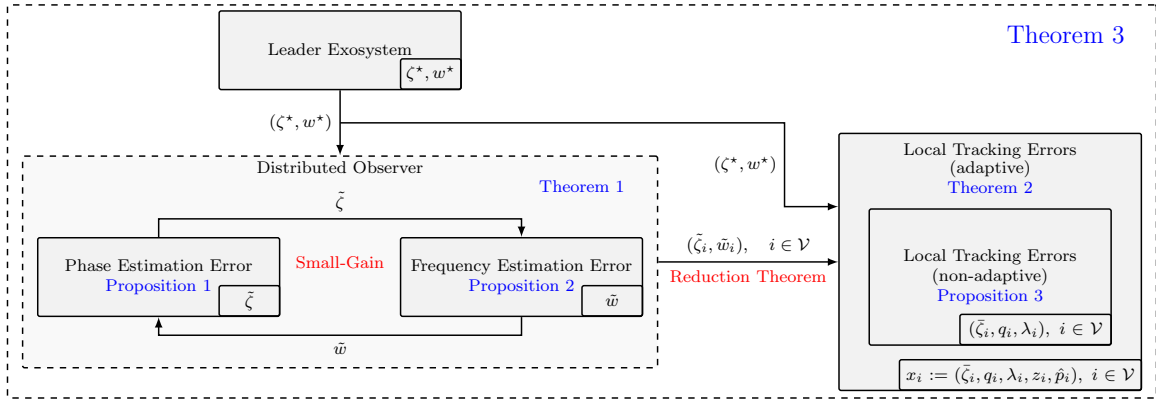 Theorem 3
Leader Exosystem
ζ⋆, w⋆
(ζ⋆, w⋆)
(ζ⋆, w⋆)
Distributed Observer
Theorem 1
ζ̃
Phase Estimation Error
Proposition 1
ζ̃
Small-Gain
Frequency Estimation Error
Proposition 2
w̃
w̃
(ζ̃ᵢ, w̃ᵢ), i ∈ 𝒱
Reduction Theorem
Local Tracking Errors
(adaptive)
Theorem 2
Local Tracking Errors
(non-adaptive)
Proposition 3
(ζ̄ᵢ, qᵢ, λᵢ), i ∈ 𝒱
xᵢ := (ζ̄ᵢ, qᵢ, λᵢ, zᵢ, p̂ᵢ), i ∈ 𝒱